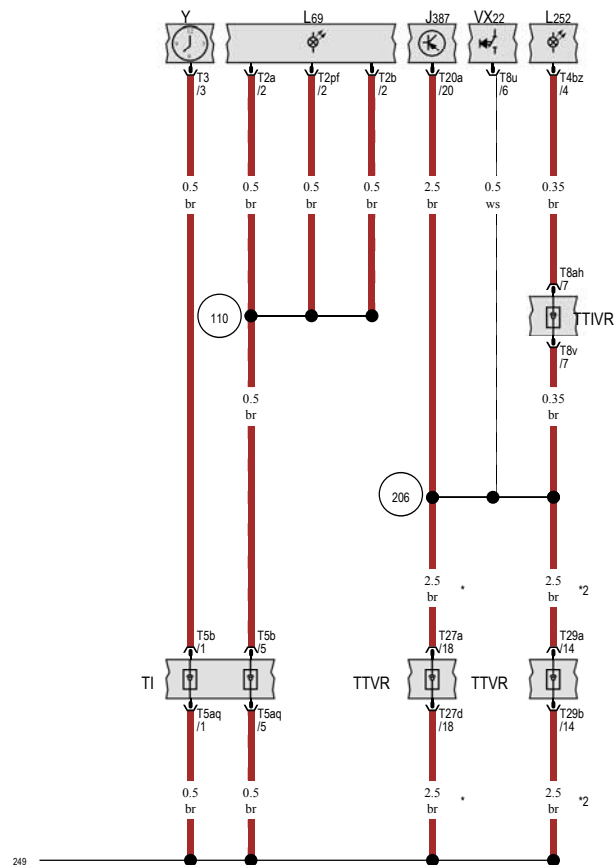 Y L69 J387 VX22 L252
T3 T2a T2pf T2b T20a T8u T4bz
/3 /2 /2 /2 /20 /6 /4
0.5 0.5 0.5 0.5 2.5 0.5 0.35
br br br br br ws br
T8ah
/7
110
TTIVR
T8v
/7
0.5 0.35
br br
206
2.5 * 2.5 *2
br br
T5b T5b T27a T29a
/1 /5 /18 /14
TI TTVR TTVR
T5aq T5aq T27d T29b
/1 /5 /18 /14
0.5 0.5 2.5 * 2.5 *2
br br br br
249